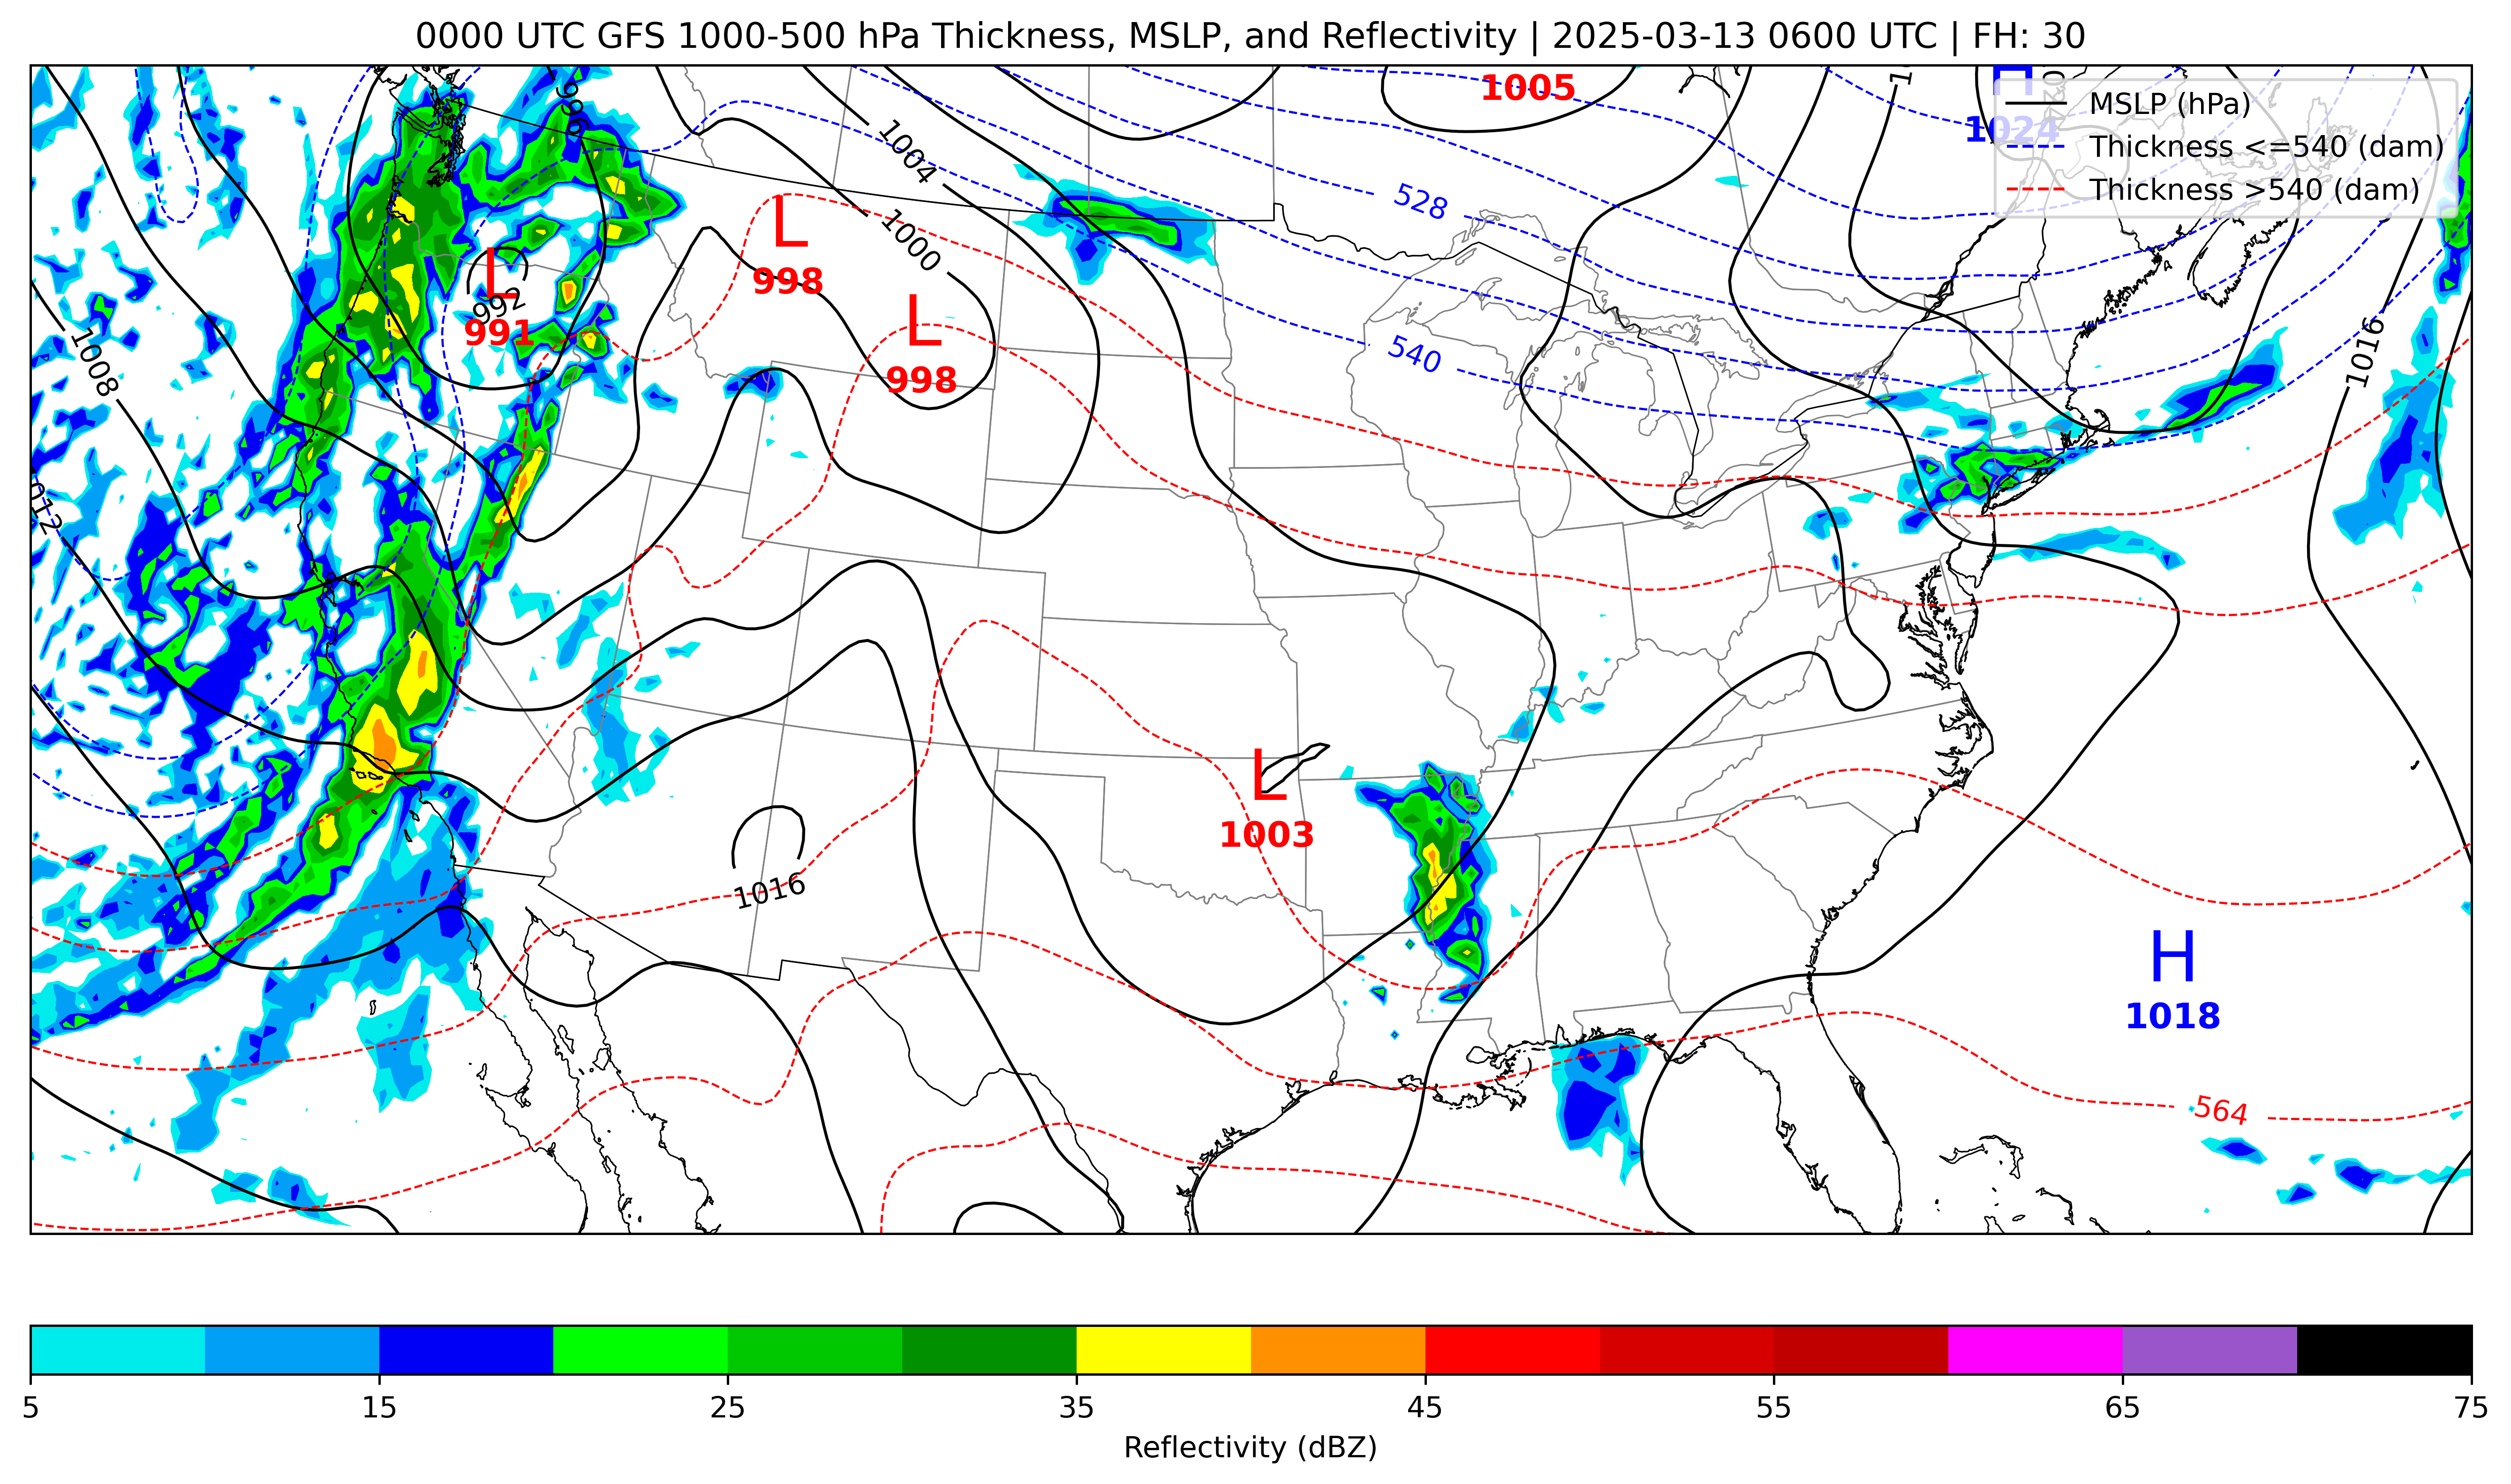 0000 UTC GFS 1000-500 hPa Thickness, MSLP, and Reflectivity | 2025-03-13 0600 UTC | FH: 30
1005
H
1024
MSLP (hPa)
Thickness <=540 (dam)
Thickness >540 (dam)
996
1004
528
L
998
1000
L
992
991
L
998
540
1008
1016
1012
L
1003
1016
H
1018
564
5 15 25 35 45 55 65 75
Reflectivity (dBZ)